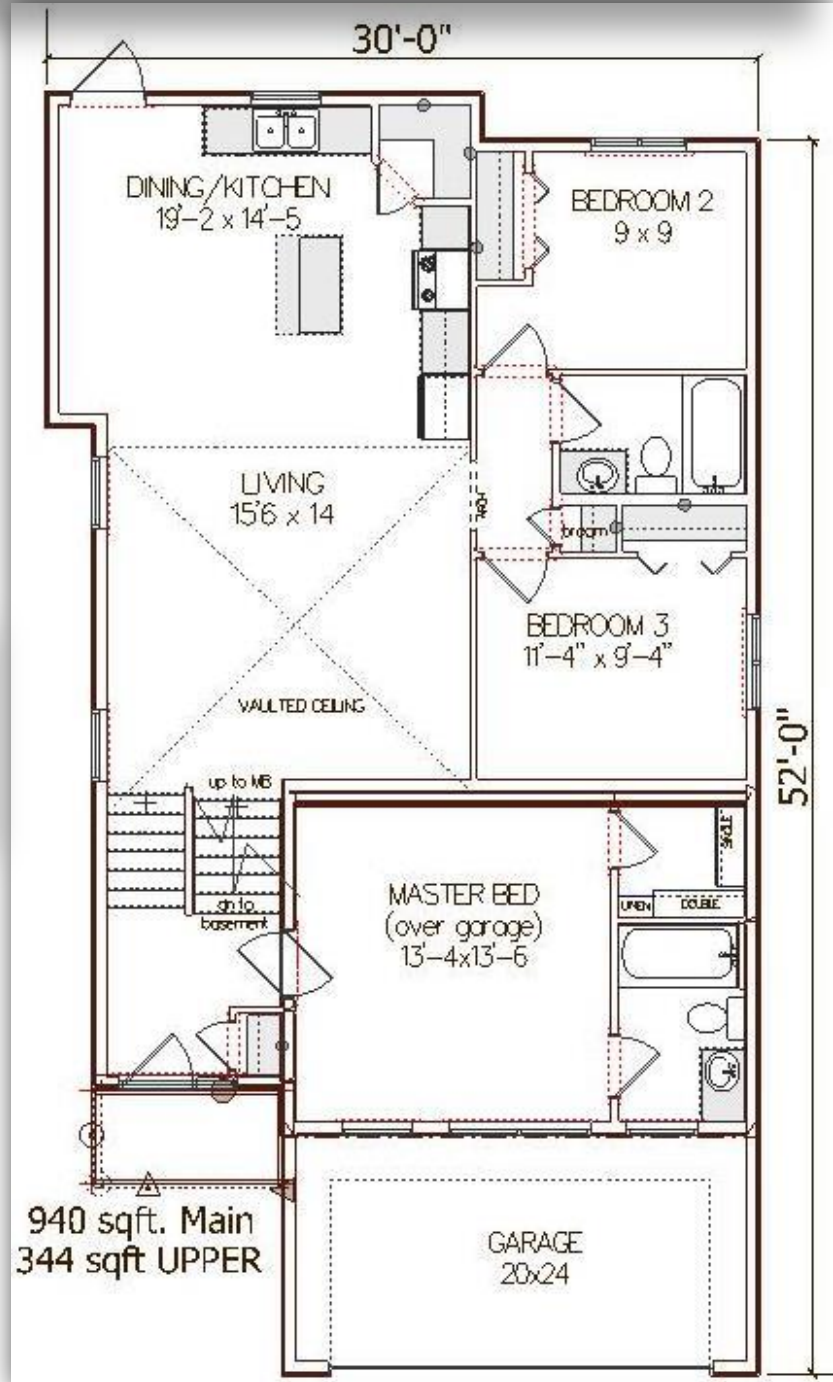 30'-0"
DINING/KITCHEN
19'-2 x 14'-5
BEDROOM 2
9 x 9
LIVING
15'6 x 14
broom
BEDROOM 3
11'-4" x 9'-4"
VAULTED CEILING
52'-0"
up to MB
dn to
basement
MASTER BED
(over garage)
13'-4x13'-6
LINEN
DOUBLE
940 sqft. Main
344 sqft UPPER
GARAGE
20x24